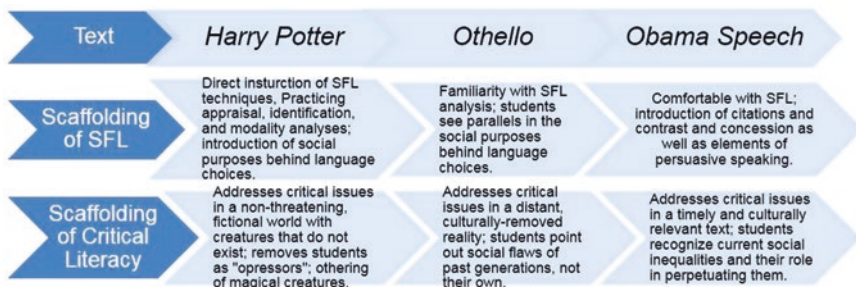 Text
Harry Potter
Othello
Obama Speech
Scaffolding
of SFL
Direct insturction of SFL
techniques, Practicing
appraisal, identification,
and modality analyses;
introduction of social
purposes behind language
choices.
Familiarity with SFL
analysis; students
see parallels in the
social purposes
behind language
choices.
Comfortable with SFL;
introduction of citations and
contrast and concession as
well as elements of
persuasive speaking.
Scaffolding
of Critical
Literacy
Addresses critical issues
in a non-threatening,
fictional world with
creatures that do not
exist; removes students
as "opressors"; othering
of magical creatures.
Addresses critical
issues in a distant,
culturally-removed
reality; students point
out social flaws of
past generations, not
their own.
Addresses critical issues
in a timely and culturally
relevant text; students
recognize current social
inequalities and their role
in perpetuating them.